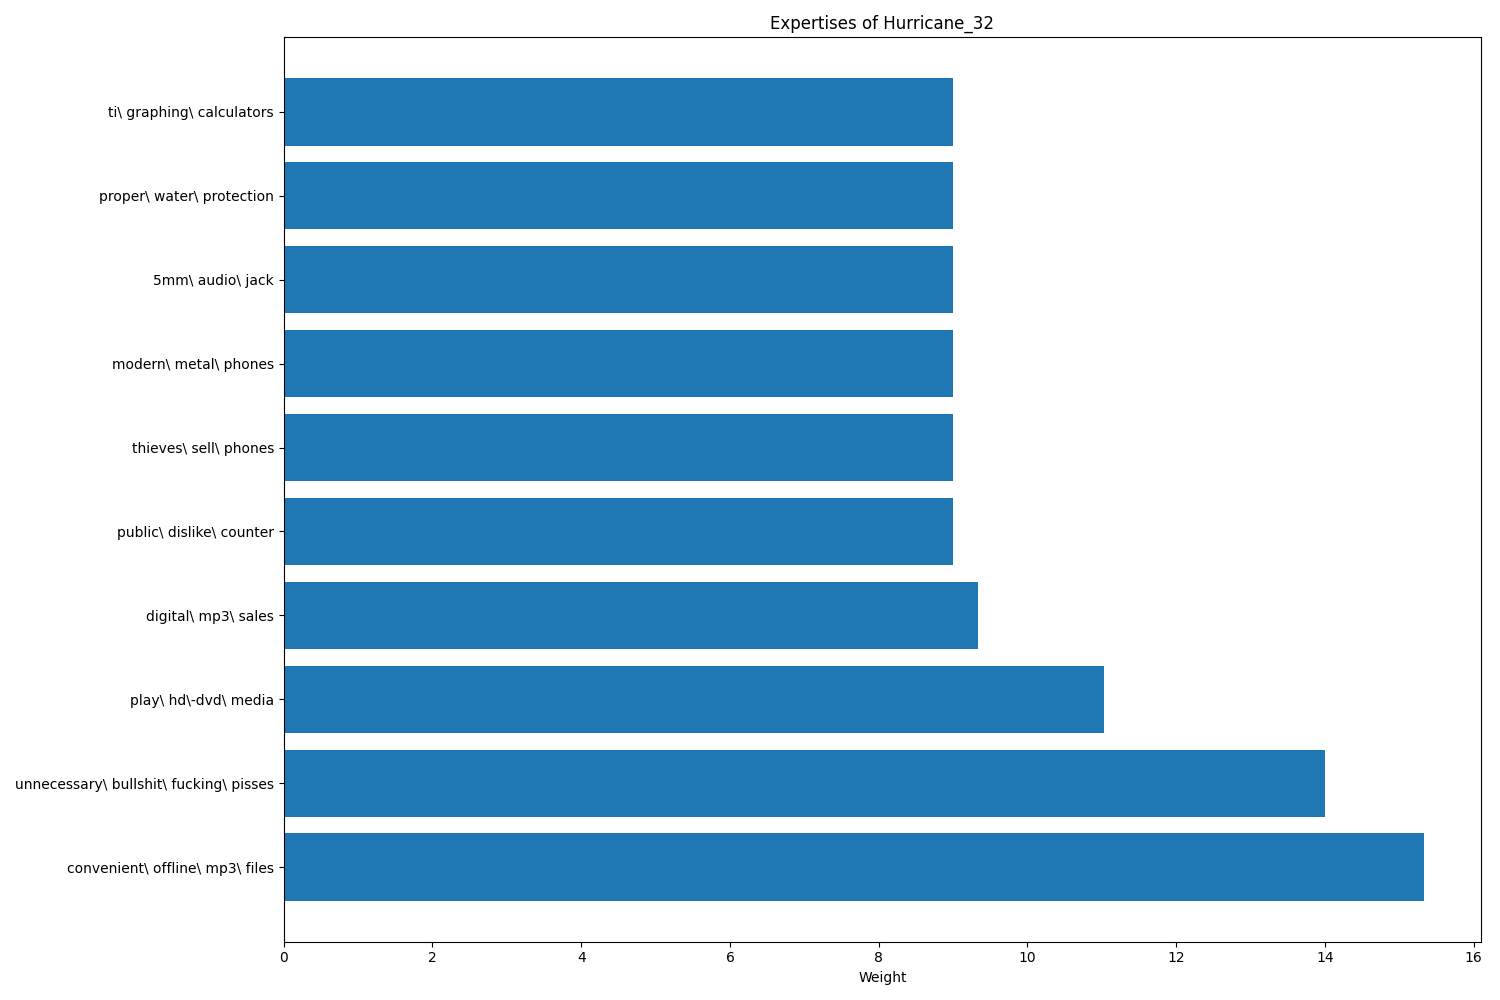 Expertises of Hurricane_32
ti\ graphing\ calculators
proper\ water\ protection
5mm\ audio\ jack
modern\ metal\ phones
thieves\ sell\ phones
public\ dislike\ counter
digital\ mp3\ sales
play\ hd\-dvd\ media
unnecessary\ bullshit\ fucking\ pisses
convenient\ offline\ mp3\ files
0 2 4 6 8 10 12 14 16
Weight